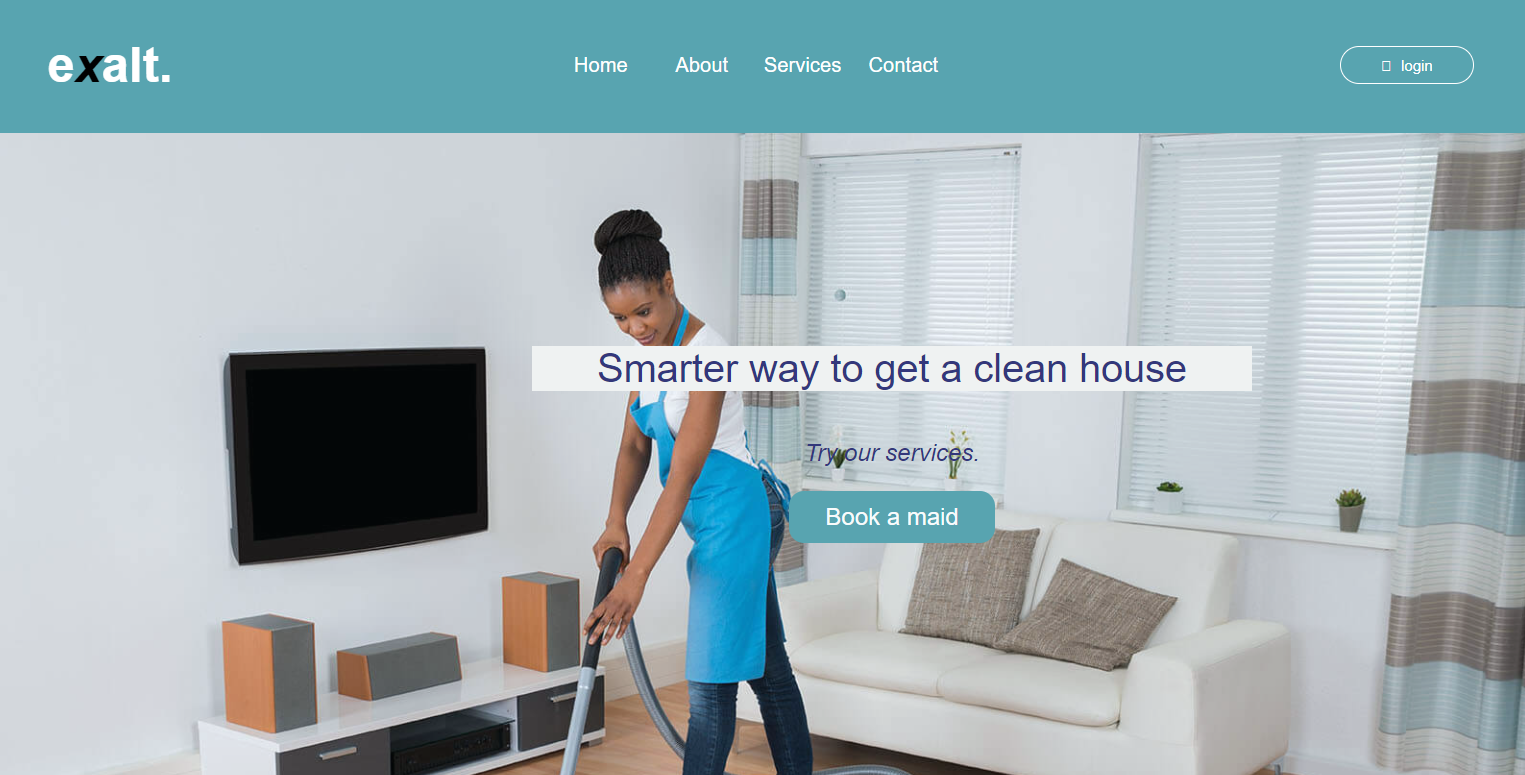 exalt.
Home About Services Contact
login
Smarter way to get a clean house
Try our services.
Book a maid